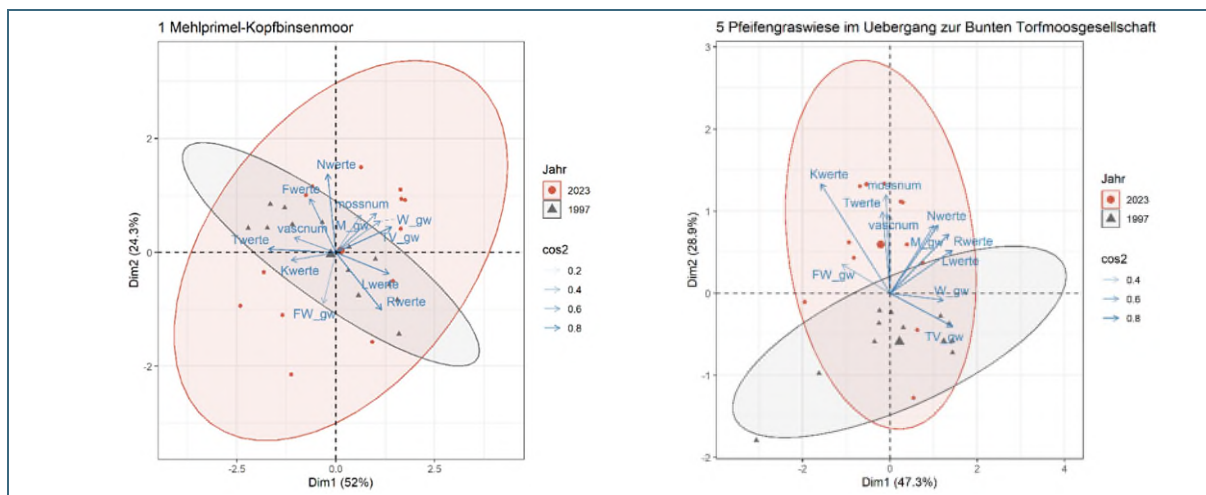 1 Mehlprimel-Kopfbinsenmoor
2
0
-2
Dim2 (24.3%)
-2.5
0.0
2.5
Dim1 (52%)
Nwerte
Fwerte
mossnum
M_gw
W_gw
TV_gw
vascnum
Twerte
Kwerte
Lwerte
Rwerte
FW_gw
Jahr
2023
1997
cos2
0.2
0.4
0.6
0.8
5 Pfeifengraswiese im Uebergang zur Bunten Torfmoosgesellschaft
3
2
1
0
-1
-2
Dim2 (28.9%)
-2
0
2
4
Dim1 (47.3%)
Kwerte
mossnum
Twerte
vascnum
Nwerte
M_gw
Rwerte
Lwerte
FW_gw
W_gw
TV_gw
Jahr
2023
1997
cos2
0.4
0.6
0.8